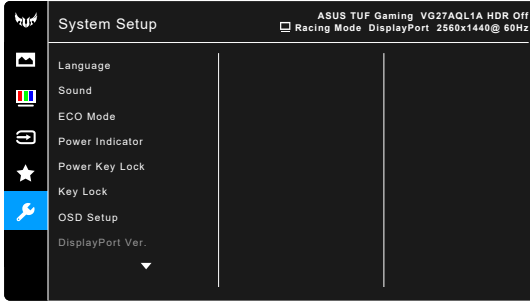 System Setup
ASUS TUF Gaming VG27AQL1A HDR Off
Racing Mode DisplayPort 2560x1440@ 60Hz
Language
Sound
ECO Mode
Power Indicator
Power Key Lock
Key Lock
OSD Setup
DisplayPort Ver.